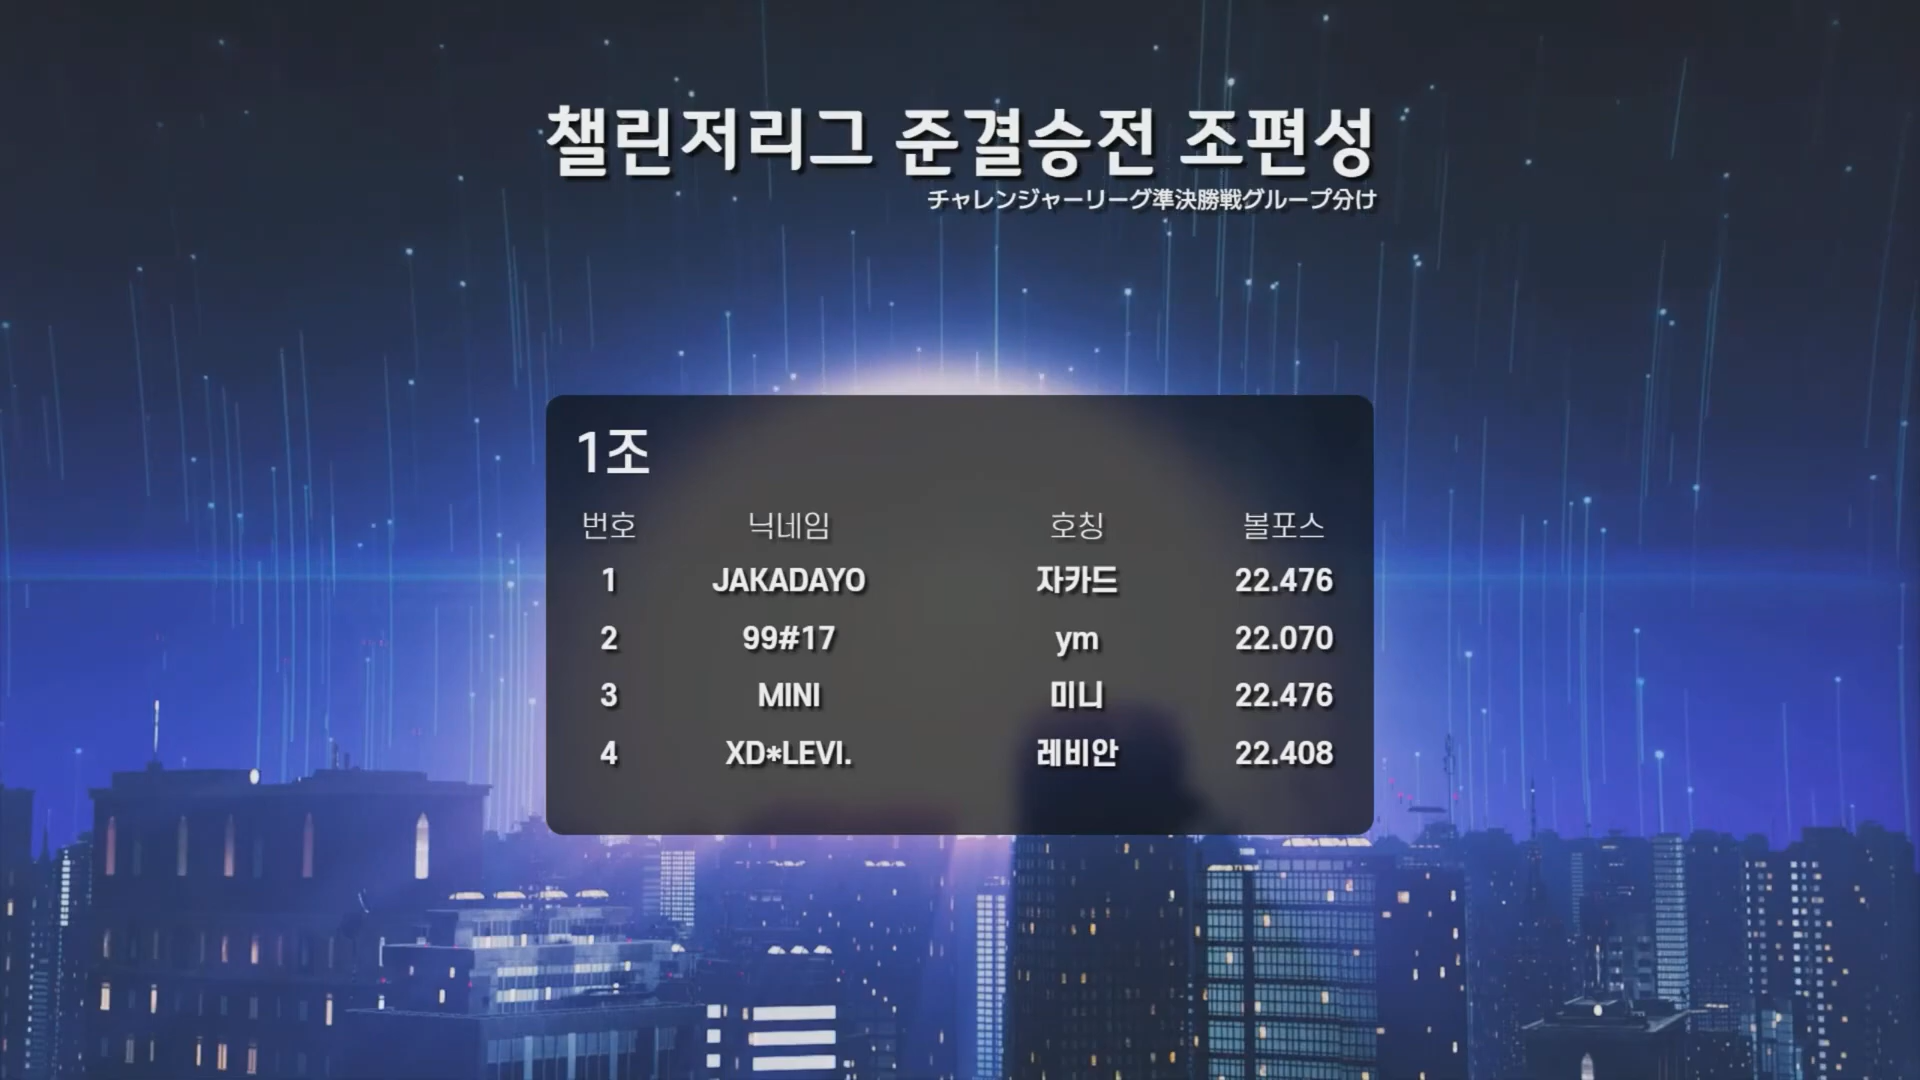 챌린저리그 준결승전 조편성
チャレンジャーリーグ準決勝戦グループ分け
1조
번호 닉네임 호칭 볼포스
1 JAKADAYO 자카드 22.476
2 99#17 ym 22.070
3 MINI 미니 22.476
4 XD*LEVI. 레비안 22.408